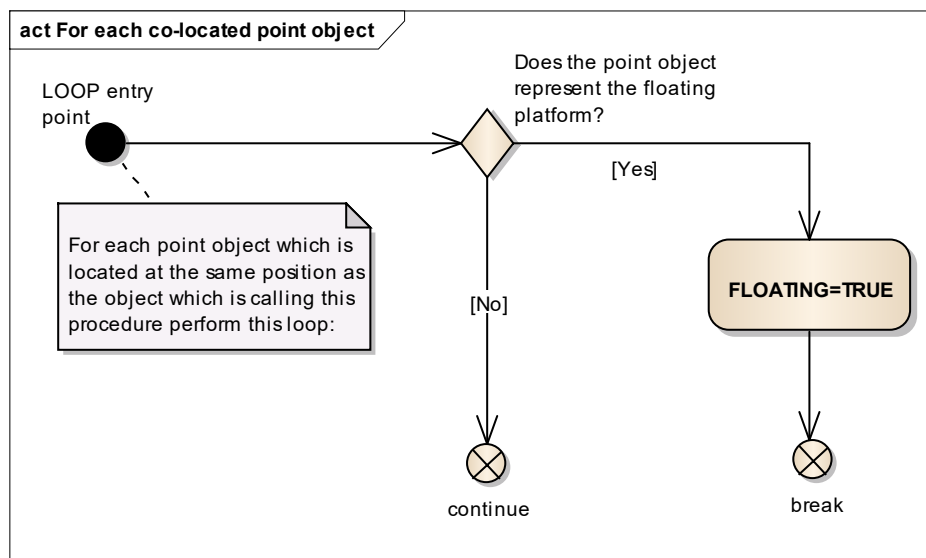 act For each co-located point object
LOOP entry
point
Does the point object
represent the floating
platform?
[Yes]
For each point object which is
located at the same position as
the object which is calling this
procedure perform this loop:
[No]
FLOATING=TRUE
continue
break